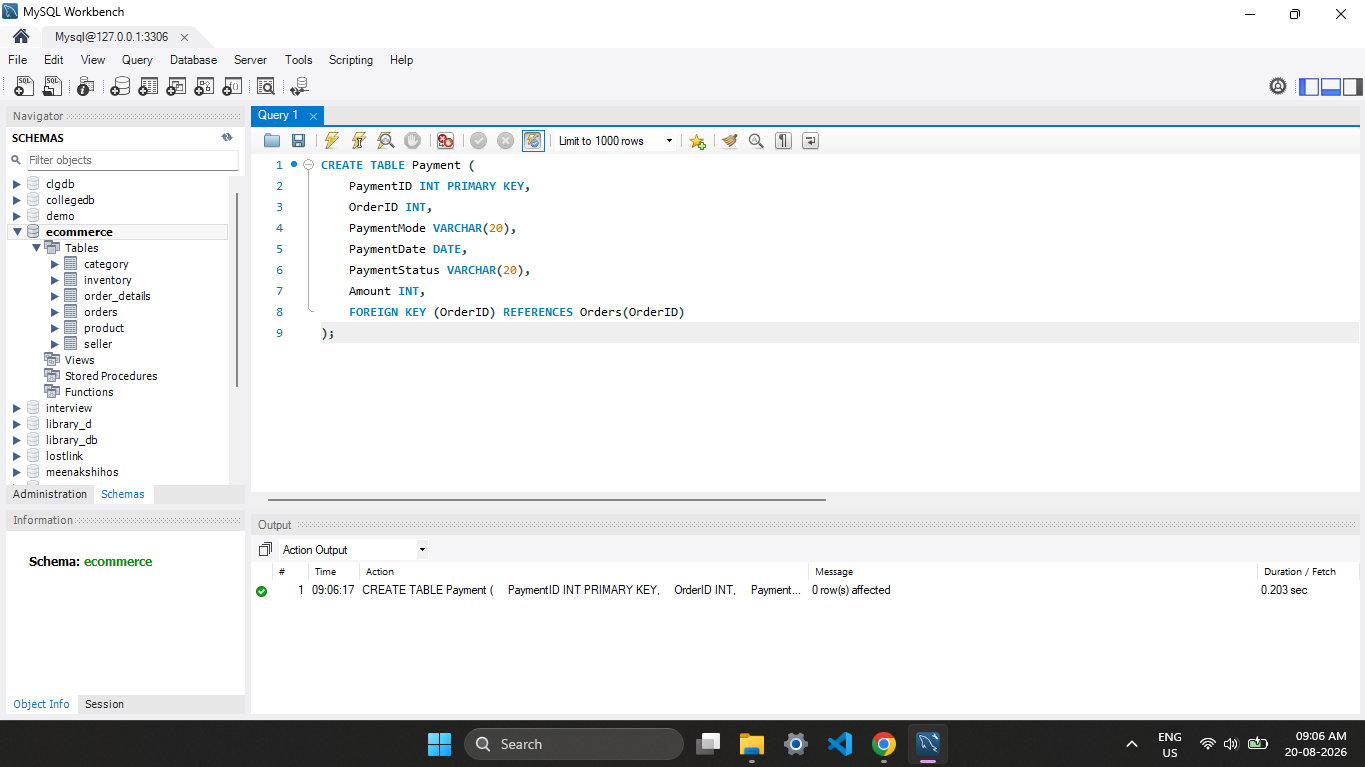 MySQL Workbench
Mysql@127.0.0.1:3306
File Edit View Query Database Server Tools Scripting Help
Navigator
SCHEMAS
Filter objects
clgdb
collegedb
demo
ecommerce
Tables
category
inventory
order_details
orders
product
seller
Views
Stored Procedures
Functions
interview
library_d
library_db
lostlink
meenakshihos
Administration Schemas
Information
Schema: ecommerce
Object Info Session
Query 1
Limit to 1000 rows
1 CREATE TABLE Payment (
2 PaymentID INT PRIMARY KEY,
3 OrderID INT,
4 PaymentMode VARCHAR(20),
5 PaymentDate DATE,
6 PaymentStatus VARCHAR(20),
7 Amount INT,
8 FOREIGN KEY (OrderID) REFERENCES Orders(OrderID)
9 );
Output
Action Output
# Time Action Message Duration / Fetch
1 09:06:17 CREATE TABLE Payment ( PaymentID INT PRIMARY KEY, OrderID INT, Payment... 0 row(s) affected 0.203 sec
Search
ENG
US
09:06 AM
20-08-2026